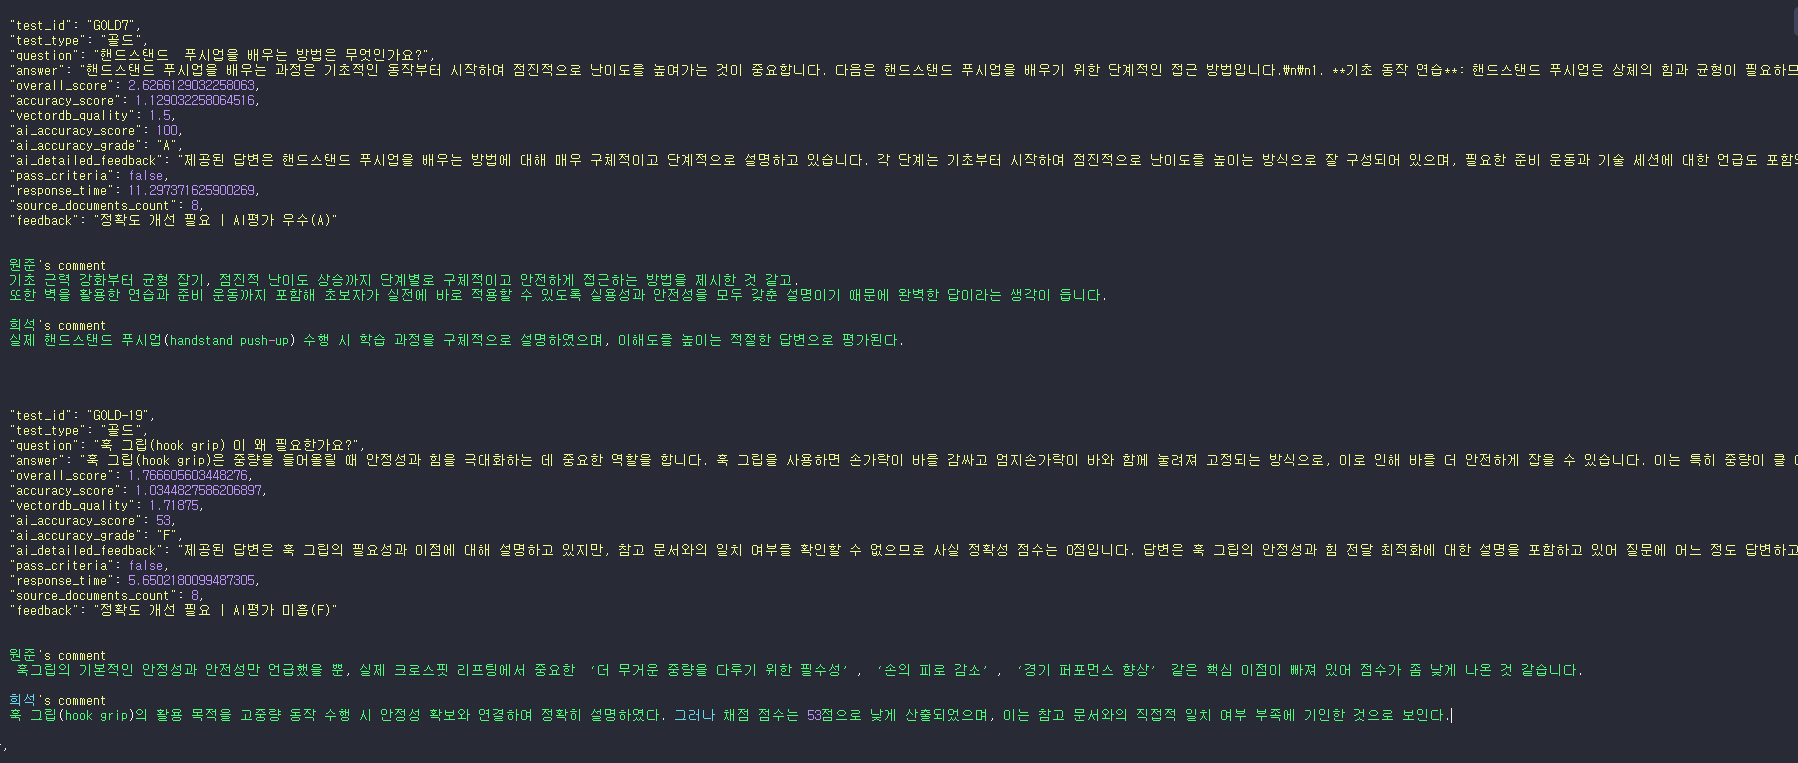 "test_id": "GOLD7",
"test_type": "골드",
"question": "핸드스탠드  푸시업을 배우는 방법은 무엇인가요?",
"answer": "핸드스탠드 푸시업을 배우는 과정은 기초적인 동작부터 시작하여 점진적으로 난이도를 높여가는 것이 중요합니다. 다음은 핸드스탠드 푸시업을 배우기 위한 단계적인 접근 방법입니다.\n\n1. **기초 동작 연습**: 핸드스탠드 푸시업은 상체의 힘과 균형이 필요하므
"overall_score": 2.6266129032258063,
"accuracy_score": 1.129032258064516,
"vectordb_quality": 1.5,
"ai_accuracy_score": 100,
"ai_accuracy_grade": "A",
"ai_detailed_feedback": "제공된 답변은 핸드스탠드 푸시업을 배우는 방법에 대해 매우 구체적이고 단계적으로 설명하고 있습니다. 각 단계는 기초부터 시작하여 점진적으로 난이도를 높이는 방식으로 잘 구성되어 있으며, 필요한 준비 운동과 기술 세션에 대한 언급도 포함
"pass_criteria": false,
"response_time": 11.297371625900269,
"source_documents_count": 8,
"feedback": "정확도 개선 필요 | AI평가 우수(A)"
원준's comment
기초 근력 강화부터 균형 잡기, 점진적 난이도 상승까지 단계별로 구체적이고 안전하게 접근하는 방법을 제시한 것 같고.
또한 벽을 활용한 연습과 준비 운동까지 포함해 초보자가 실전에 바로 적용할 수 있도록 실용성과 안전성을 모두 갖춘 설명이기 때문에 완벽한 답이라는 생각이 듭니다.
희석's comment
실제 핸드스탠드 푸시업(handstand push-up) 수행 시 학습 과정을 구체적으로 설명하였으며, 이해도를 높이는 적절한 답변으로 평가된다.
"test_id": "GOLD-19",
"test_type": "골드",
"question": "훅 그립(hook grip) 이 왜 필요한가요?",
"answer": "훅 그립(hook grip)은 중량을 들어올릴 때 안정성과 힘을 극대화하는 데 중요한 역할을 합니다. 훅 그립을 사용하면 손가락이 바를 감싸고 엄지손가락이 바와 함께 눌려져 고정되는 방식으로, 이로 인해 바를 더 안전하게 잡을 수 있습니다. 이는 특히 중량이 클
"overall_score": 1.766605603448276,
"accuracy_score": 1.0344827586206897,
"vectordb_quality": 1.71875,
"ai_accuracy_score": 53,
"ai_accuracy_grade": "F",
"ai_detailed_feedback": "제공된 답변은 훅 그립의 필요성과 이점에 대해 설명하고 있지만, 참고 문서와의 일치 여부를 확인할 수 없으므로 사실 정확성 점수는 0점입니다. 답변은 훅 그립의 안정성과 힘 전달 최적화에 대한 설명을 포함하고 있어 질문에 어느 정도 답변하고
"pass_criteria": false,
"response_time": 5.6502180099487305,
"source_documents_count": 8,
"feedback": "정확도 개선 필요 | AI평가 미흡(F)"
원준's comment
훅그립의 기본적인 안정성과 안전성만 언급했을 뿐, 실제 크로스핏 리프팅에서 중요한 ‘더 무거운 중량을 다루기 위한 필수성’, ‘손의 피로 감소’, ‘경기 퍼포먼스 향상’ 같은 핵심 이점이 빠져 있어 점수가 좀 낮게 나온 것 같습니다.
희석's comment
훅 그립(hook grip)의 활용 목적을 고중량 동작 수행 시 안정성 확보와 연결하여 정확히 설명하였다. 그러나 채점 점수는 53점으로 낮게 산출되었으며, 이는 참고 문서와의 직접적 일치 여부 부족에 기인한 것으로 보인다.